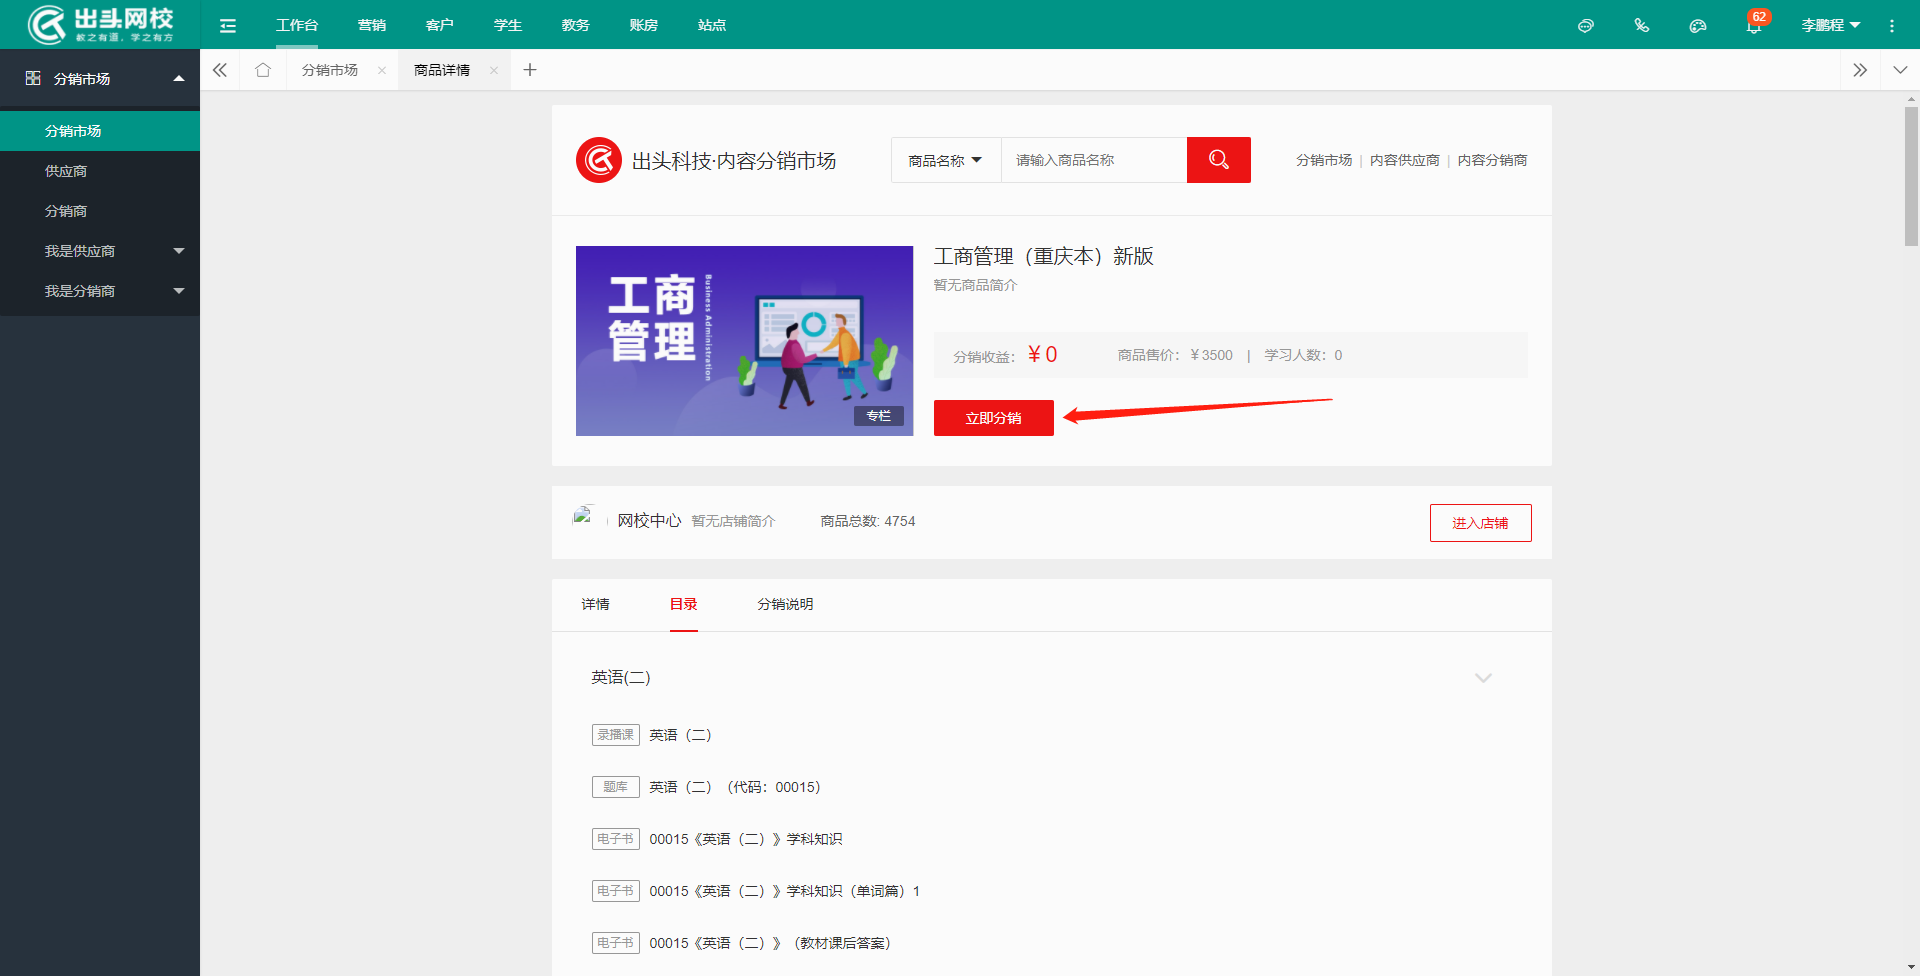 出头网校
教之有道，学之有方
工作台 营销 客户 学生 教务 账房 站点
62
李鹏程
分销市场
分销市场
供应商
分销商
我是供应商
我是分销商
分销市场 × 商品详情 × +
出头科技·内容分销市场
商品名称
请输入商品名称
分销市场 | 内容供应商 | 内容分销商
工商
管理
Business Administration
专栏
工商管理（重庆本）新版
暂无商品简介
分销收益： ¥ 0 商品售价：¥ 3500 | 学习人数：0
立即分销
网校中心 暂无店铺简介 商品总数: 4754
进入店铺
详情 目录 分销说明
英语(二)
录播课 英语（二）
题库 英语（二）（代码：00015）
电子书 00015《英语（二）》学科知识
电子书 00015《英语（二）》学科知识（单词篇）1
电子书 00015《英语（二）》（教材课后答案）